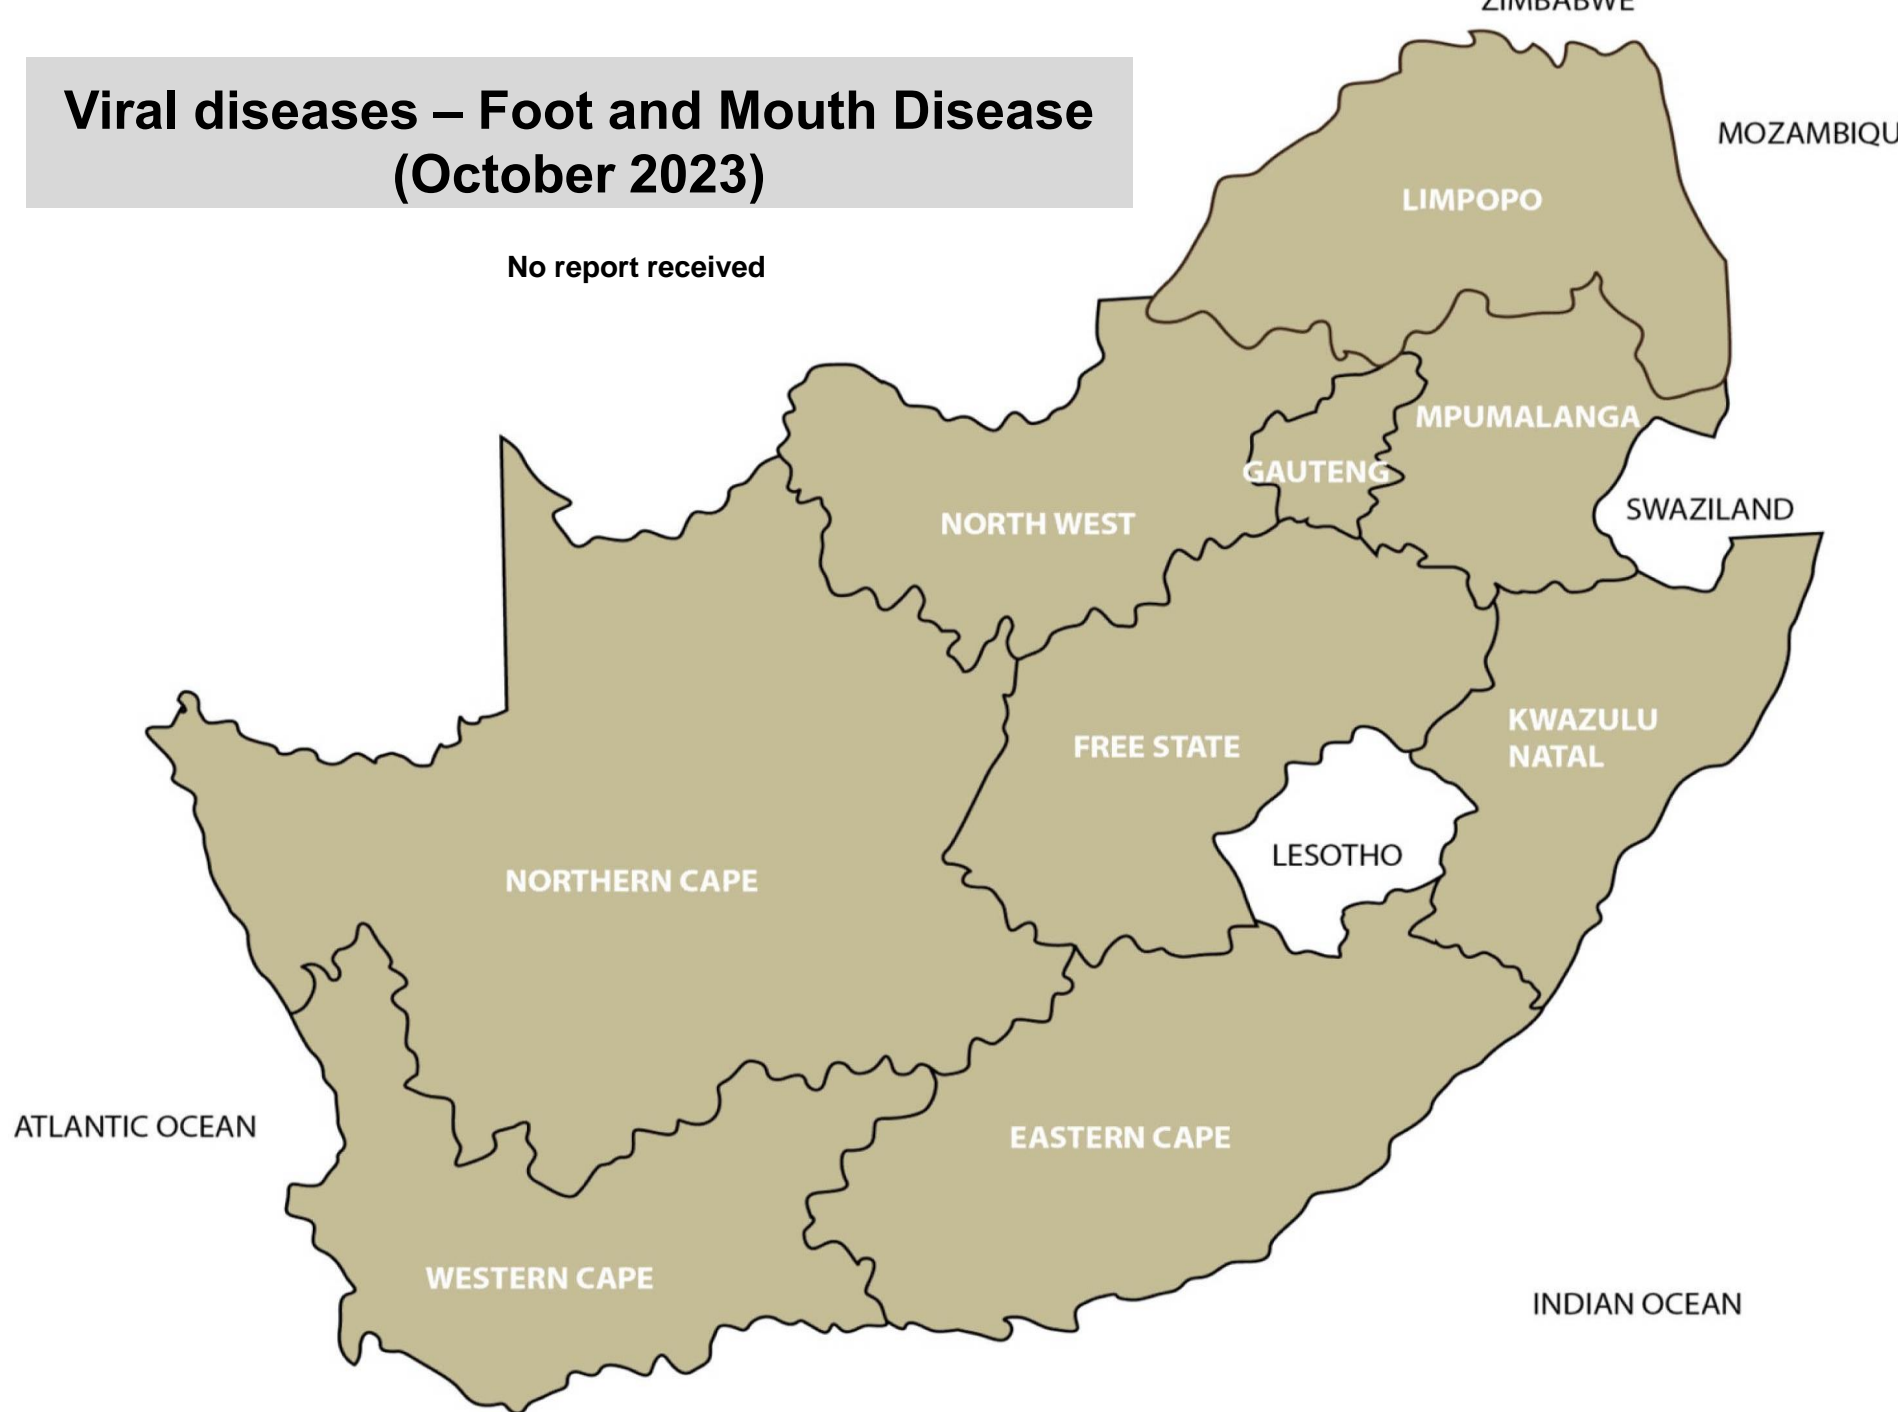 ZIMBABWE
Viral diseases – Foot and Mouth Disease
(October 2023)
MOZAMBIQU
LIMPOPO
No report received
MPUMALANGA
GAUTENG
SWAZILAND
NORTH WEST
KWAZULU
NATAL
FREE STATE
LESOTHO
NORTHERN CAPE
ATLANTIC OCEAN
EASTERN CAPE
WESTERN CAPE
INDIAN OCEAN